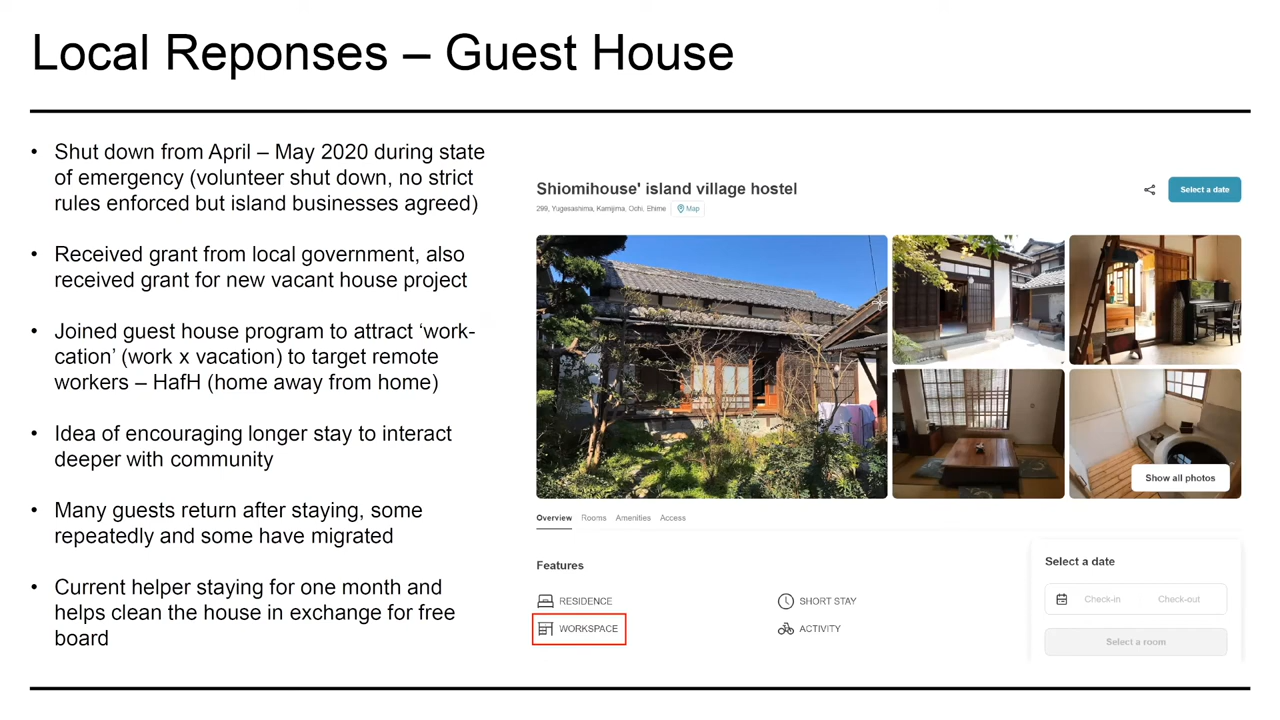 Local Reponses – Guest House
• Shut down from April – May 2020 during state
of emergency (volunteer shut down, no strict
rules enforced but island businesses agreed)
• Received grant from local government, also
received grant for new vacant house project
• Joined guest house program to attract ‘work-
cation’ (work x vacation) to target remote
workers – HafH (home away from home)
• Idea of encouraging longer stay to interact
deeper with community
• Many guests return after staying, some
repeatedly and some have migrated
• Current helper staying for one month and
helps clean the house in exchange for free
board
Shiomihouse' island village hostel
Select a date
299, Yugesashima, Kamijima, Ochi, Ehime Map
Show all photos
Overview Rooms Amenities Access
Features
RESIDENCE SHORT STAY
WORKSPACE ACTIVITY
Select a date
Check-in Check-out
Select a room